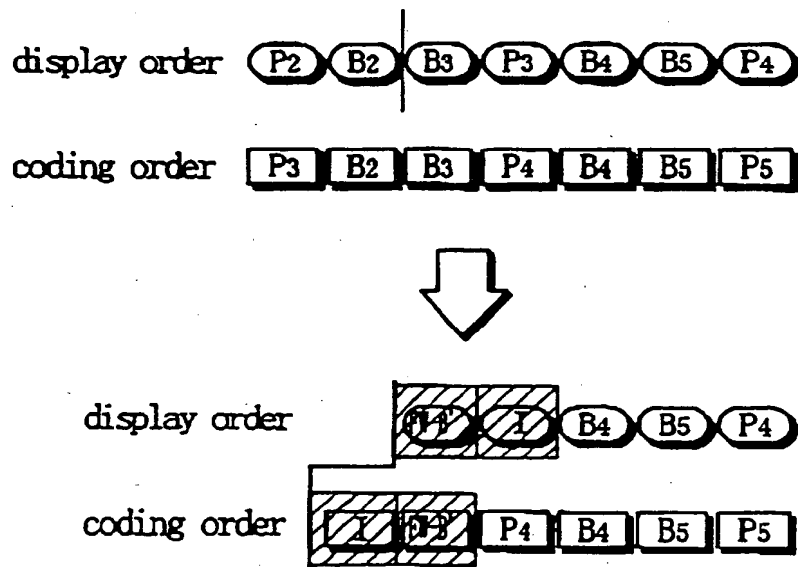 display order P2 B2 B3 P3 B4 B5 P4
coding order P3 B2 B3 P4 B4 B5 P5
display order I B4 B5 P4
coding order I P4 B4 B5 P5